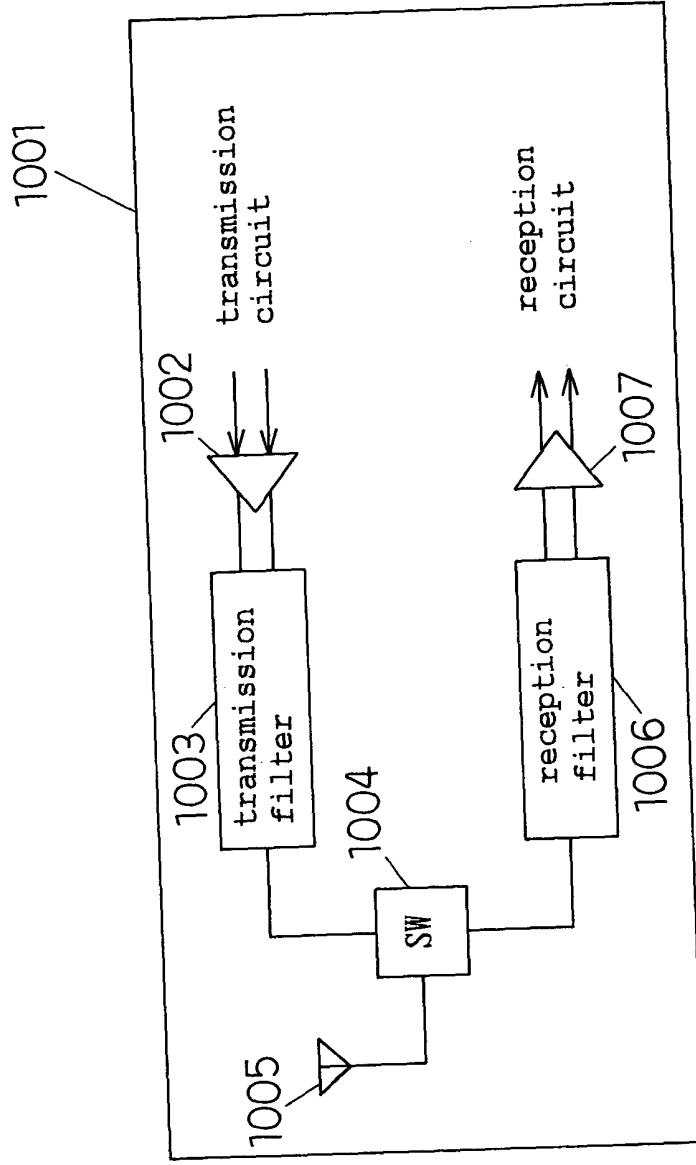 1001
1002
transmission
circuit
1003
transmission
filter
1004
SW
1005
reception
filter
1006
1007
reception
circuit